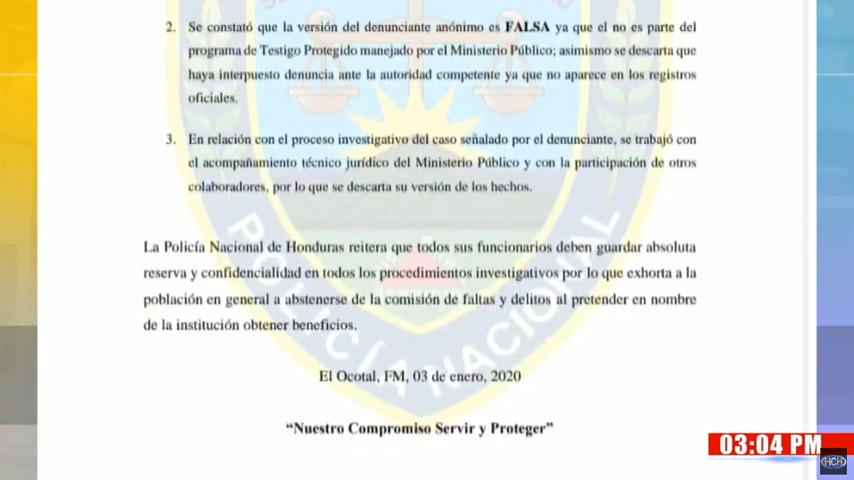 2. Se constató que la versión del denunciante anónimo es FALSA ya que el no es parte del
programa de Testigo Protegido manejado por el Ministerio Público; asimismo se descarta que
haya interpuesto denuncia ante la autoridad competente ya que no aparece en los registros
oficiales.
3. En relación con el proceso investigativo del caso señalado por el denunciante, se trabajó con
el acompañamiento técnico jurídico del Ministerio Público y con la participación de otros
colaboradores, por lo que se descarta su versión de los hechos.
La Policía Nacional de Honduras reitera que todos sus funcionarios deben guardar absoluta
reserva y confidencialidad en todos los procedimientos investigativos por lo que exhorta a la
población en general a abstenerse de la comisión de faltas y delitos al pretender en nombre
de la institución obtener beneficios.
El Ocotal, FM, 03 de enero, 2020
“Nuestro Compromiso Servir y Proteger”
POLICÍA NACIONAL
03:04 PM
HCH